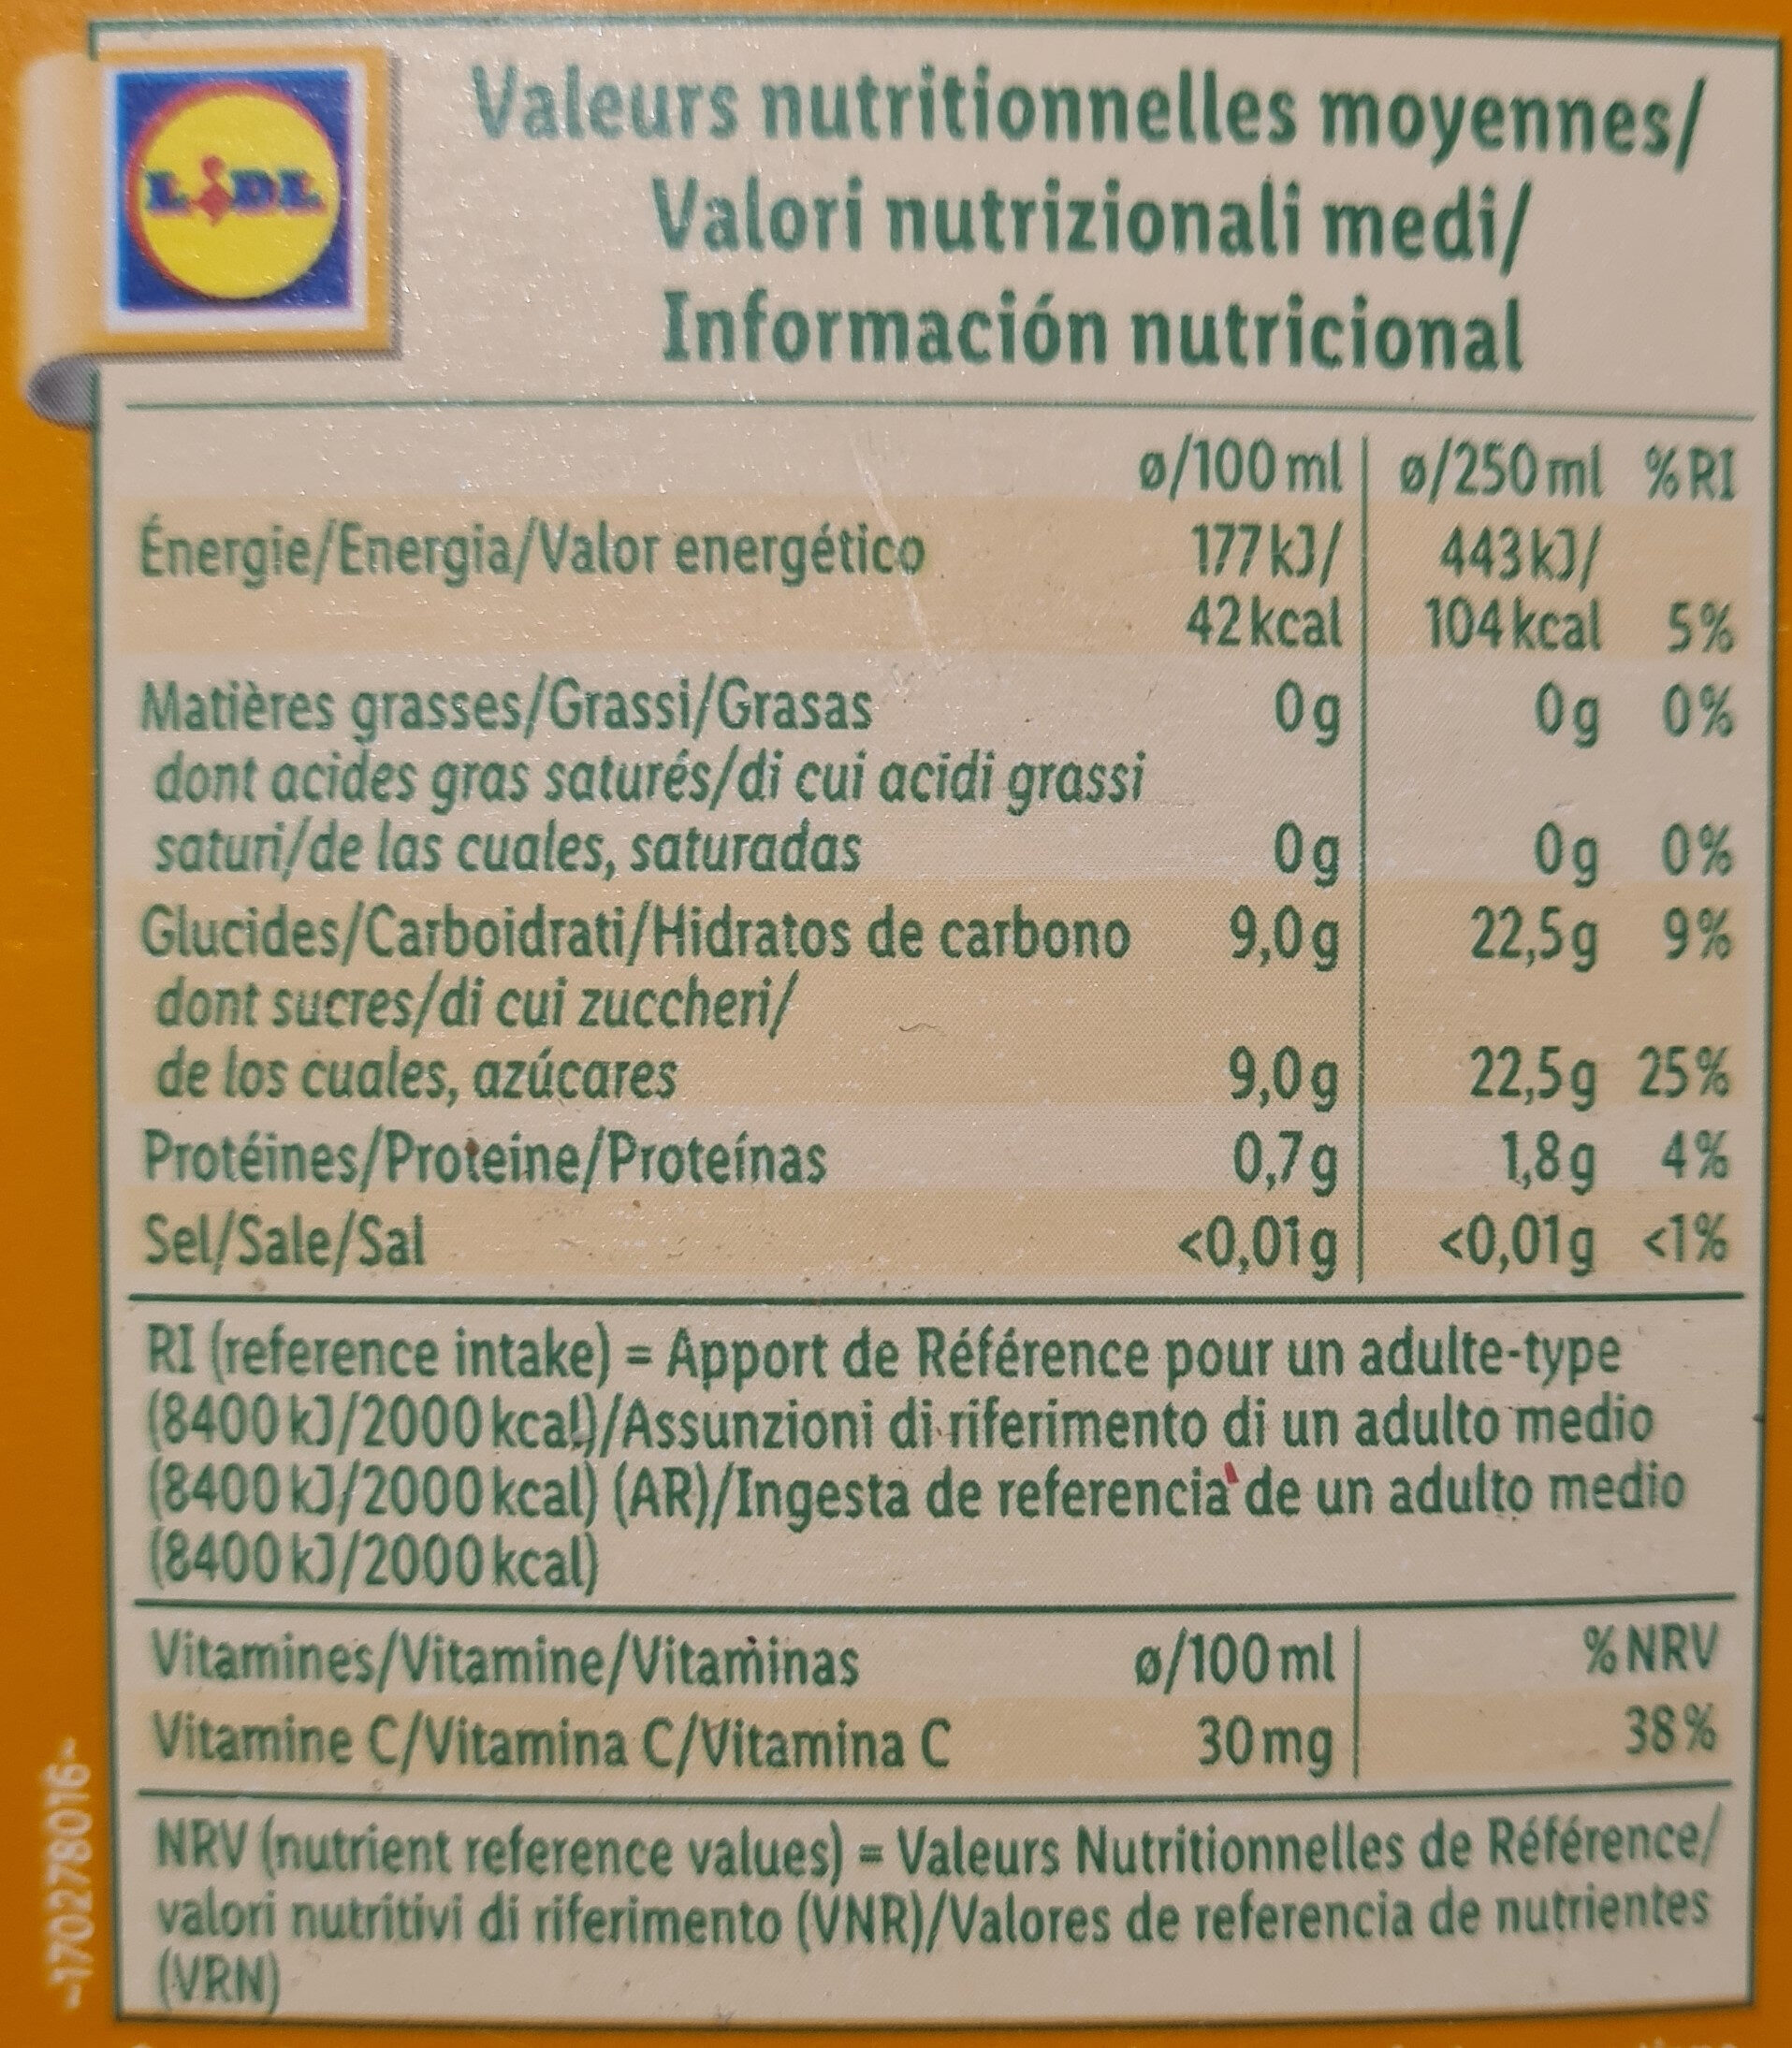 LIDL
Valeurs nutritionnelles moyennes/
Valori nutrizionali medi/
Información nutricional
ø/100 ml ø/250 ml % RI
Énergie/Energia/Valor energético 177 kJ/ 443 kJ/
42 kcal 104 kcal 5%
Matières grasses/Grassi/Grasas 0 g 0 g 0%
dont acides gras saturés/di cui acidi grassi
saturi/de las cuales, saturadas 0 g 0 g 0%
Glucides/Carboidrati/Hidratos de carbono 9,0 g 22,5 g 9%
dont sucres/di cui zuccheri/
de los cuales, azúcares 9,0 g 22,5 g 25%
Protéines/Proteine/Proteínas 0,7 g 1,8 g 4%
Sel/Sale/Sal <0,01 g <0,01 g <1%
RI (reference intake) = Apport de Référence pour un adulte-type
(8400 kJ/2000 kcal)/Assunzioni di riferimento di un adulto medio
(8400 kJ/2000 kcal) (AR)/Ingesta de referencia de un adulto medio
(8400 kJ/2000 kcal)
Vitamines/Vitamine/Vitaminas ø/100 ml % NRV
Vitamine C/Vitamina C/Vitamina C 30 mg 38%
NRV (nutrient reference values) = Valeurs Nutritionnelles de Référence/
valori nutritivi di riferimento (VNR)/Valores de referencia de nutrientes
(VRN)
-170278016-